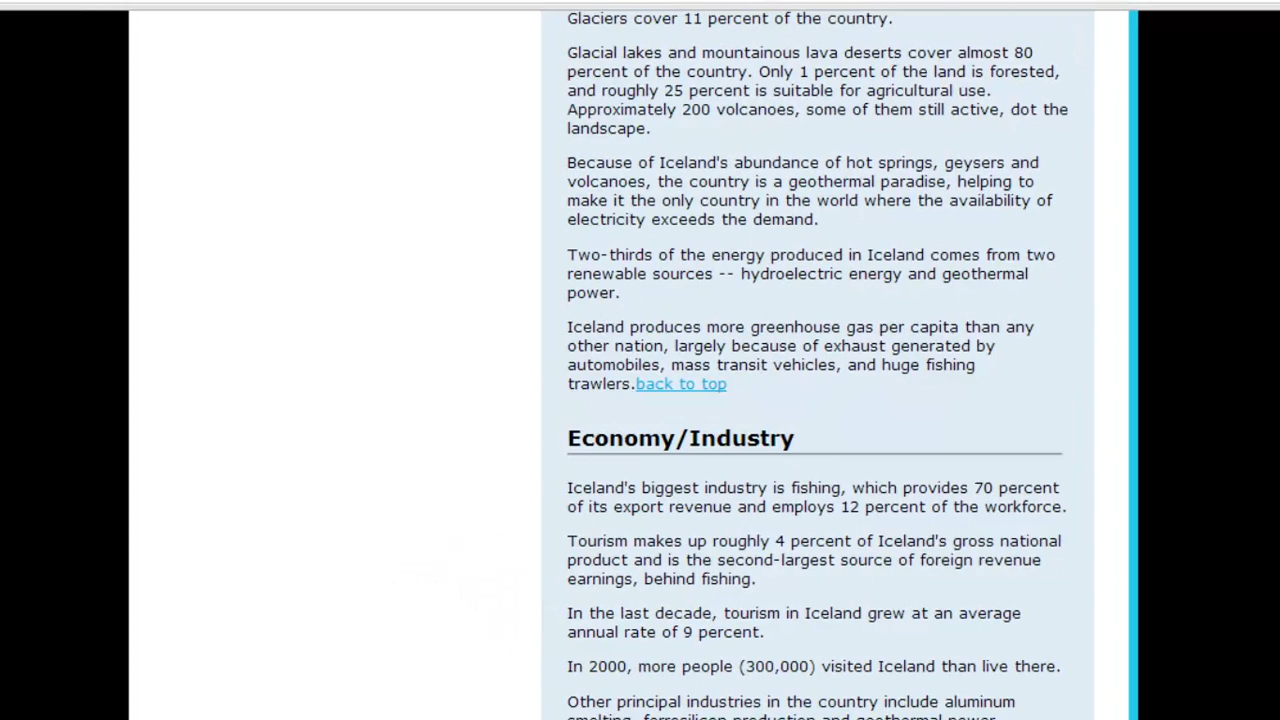 Glaciers cover 11 percent of the country.
Glacial lakes and mountainous lava deserts cover almost 80
percent of the country. Only 1 percent of the land is forested,
and roughly 25 percent is suitable for agricultural use.
Approximately 200 volcanoes, some of them still active, dot the
landscape.
Because of Iceland's abundance of hot springs, geysers and
volcanoes, the country is a geothermal paradise, helping to
make it the only country in the world where the availability of
electricity exceeds the demand.
Two-thirds of the energy produced in Iceland comes from two
renewable sources -- hydroelectric energy and geothermal
power.
Iceland produces more greenhouse gas per capita than any
other nation, largely because of exhaust generated by
automobiles, mass transit vehicles, and huge fishing
trawlers.back to top
Economy/Industry
Iceland's biggest industry is fishing, which provides 70 percent
of its export revenue and employs 12 percent of the workforce.
Tourism makes up roughly 4 percent of Iceland's gross national
product and is the second-largest source of foreign revenue
earnings, behind fishing.
In the last decade, tourism in Iceland grew at an average
annual rate of 9 percent.
In 2000, more people (300,000) visited Iceland than live there.
Other principal industries in the country include aluminum
smelting, ferrosilicon production and geothermal power.